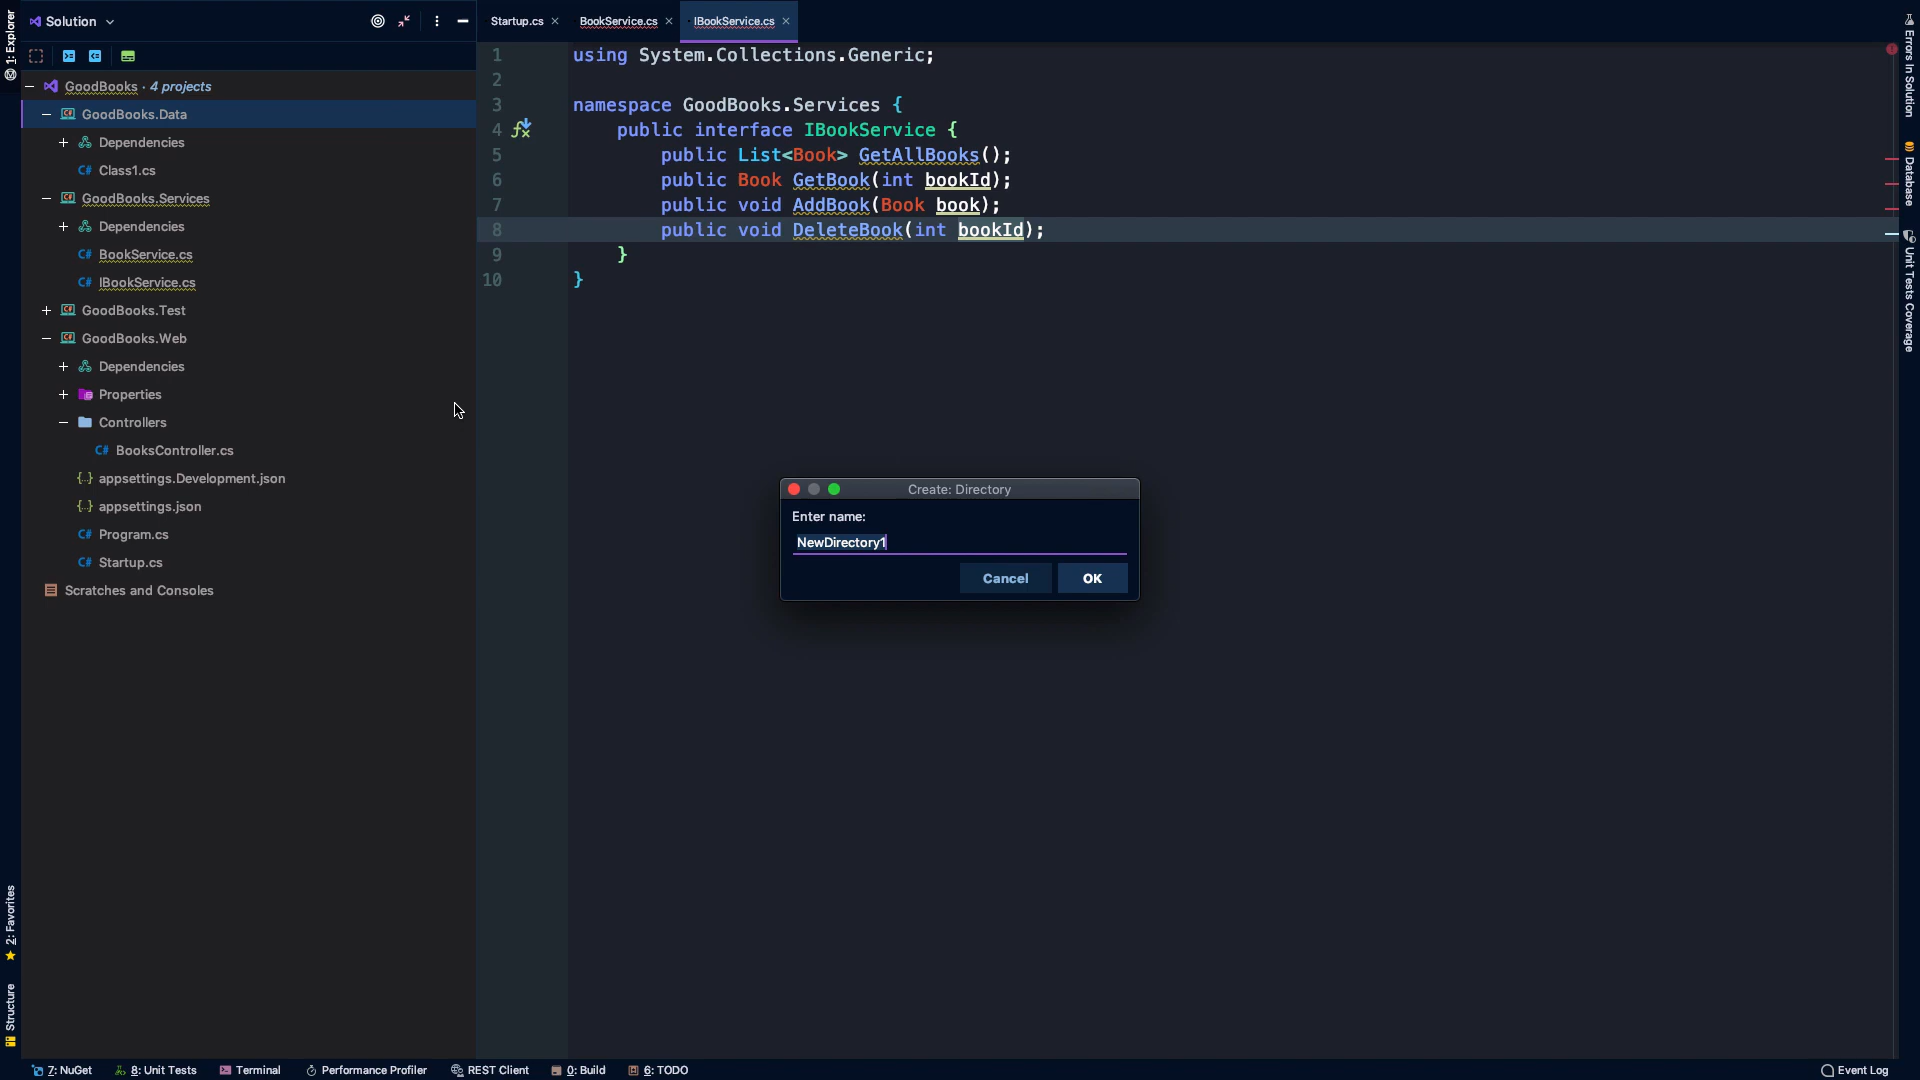 Solution
Startup.cs
BookService.cs
IBookService.cs
1: Explorer
GoodBooks · 4 projects
GoodBooks.Data
Dependencies
C# Class1.cs
GoodBooks.Services
Dependencies
C# BookService.cs
C# IBookService.cs
GoodBooks.Test
GoodBooks.Web
Dependencies
Properties
Controllers
C# BooksController.cs
appsettings.Development.json
appsettings.json
C# Program.cs
C# Startup.cs
Scratches and Consoles
2: Favorites
Structure
1 using System.Collections.Generic;
2
3 namespace GoodBooks.Services {
4 public interface IBookService {
5 public List<Book> GetAllBooks();
6 public Book GetBook(int bookId);
7 public void AddBook(Book book);
8 public void DeleteBook(int bookId);
9 }
10 }
Create: Directory
Enter name:
NewDirectory1
Cancel
OK
Errors In Solution
Database
Unit Tests Coverage
7: NuGet
8: Unit Tests
Terminal
Performance Profiler
REST Client
0: Build
6: TODO
Event Log